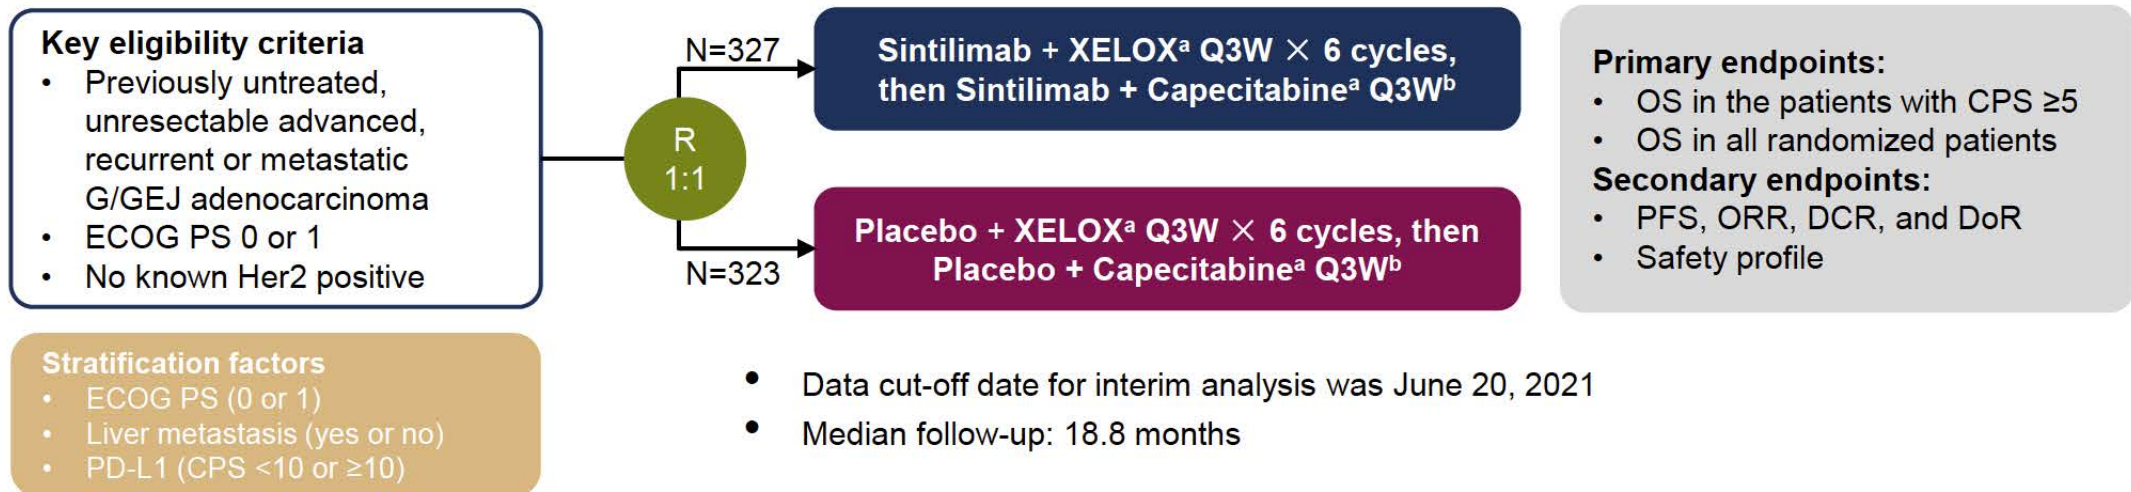 Key eligibility criteria
• Previously untreated,
unresectable advanced,
recurrent or metastatic
G/GEJ adenocarcinoma
• ECOG PS 0 or 1
• No known Her2 positive
Stratification factors
• ECOG PS (0 or 1)
• Liver metastasis (yes or no)
• PD-L1 (CPS <10 or ≥10)
R
1:1
N=327
Sintilimab + XELOXᵃ Q3W × 6 cycles,
then Sintilimab + Capecitabineᵃ Q3Wᵇ
N=323
Placebo + XELOXᵃ Q3W × 6 cycles, then
Placebo + Capecitabineᵃ Q3Wᵇ
Primary endpoints:
• OS in the patients with CPS ≥5
• OS in all randomized patients
Secondary endpoints:
• PFS, ORR, DCR, and DoR
• Safety profile
• Data cut-off date for interim analysis was June 20, 2021
• Median follow-up: 18.8 months